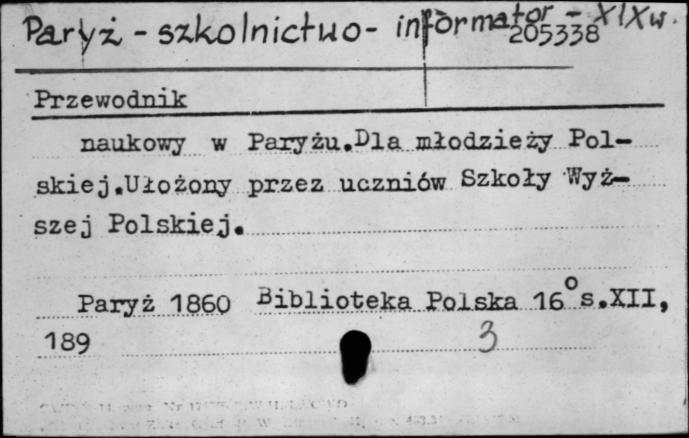 Paryż - szkolnictwo - informator - XIX w.
205338
Przewodnik
naukowy w Paryżu.Dla młodzieży Pol-
skiej.Ułożony przez uczniów Szkoły Wyż-
szej Polskiej.
Paryż 1860 Biblioteka Polska 16° s.XII,
189
3